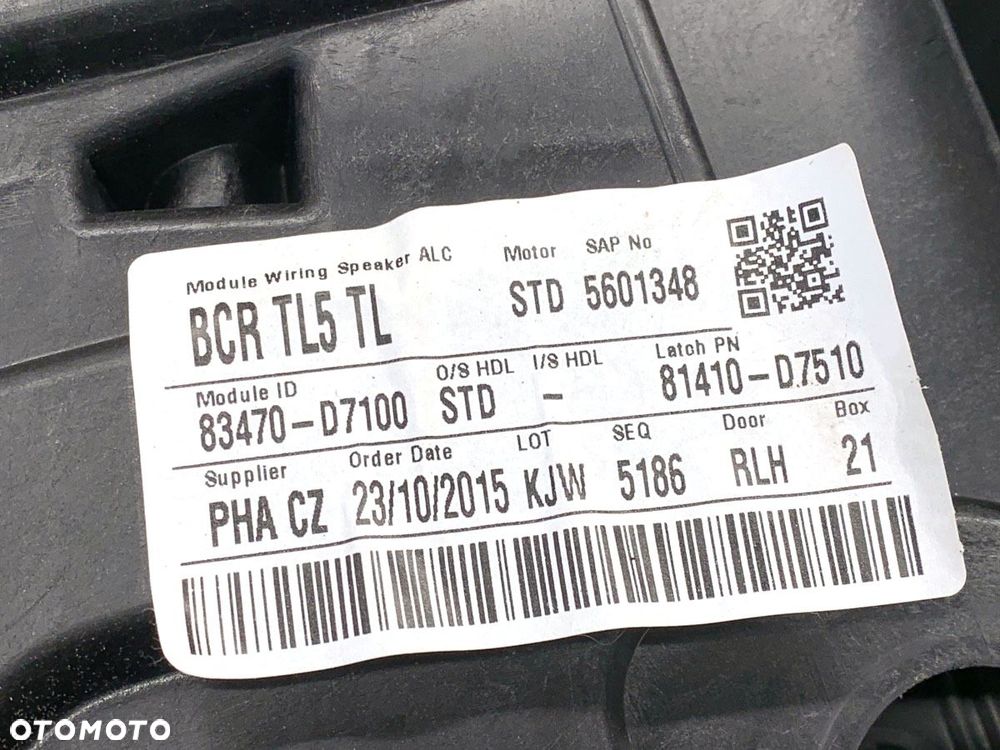 Module Wiring Speaker ALC Motor SAP No
BCR TL5 TL STD 5601348
Module ID O/S HDL I/S HDL Latch PN
83470-D7100 STD - 81410-D7510
Supplier Order Date LOT SEQ Door Box
PHA CZ 23/10/2015 KJW 5186 RLH 21
OTOMOTO